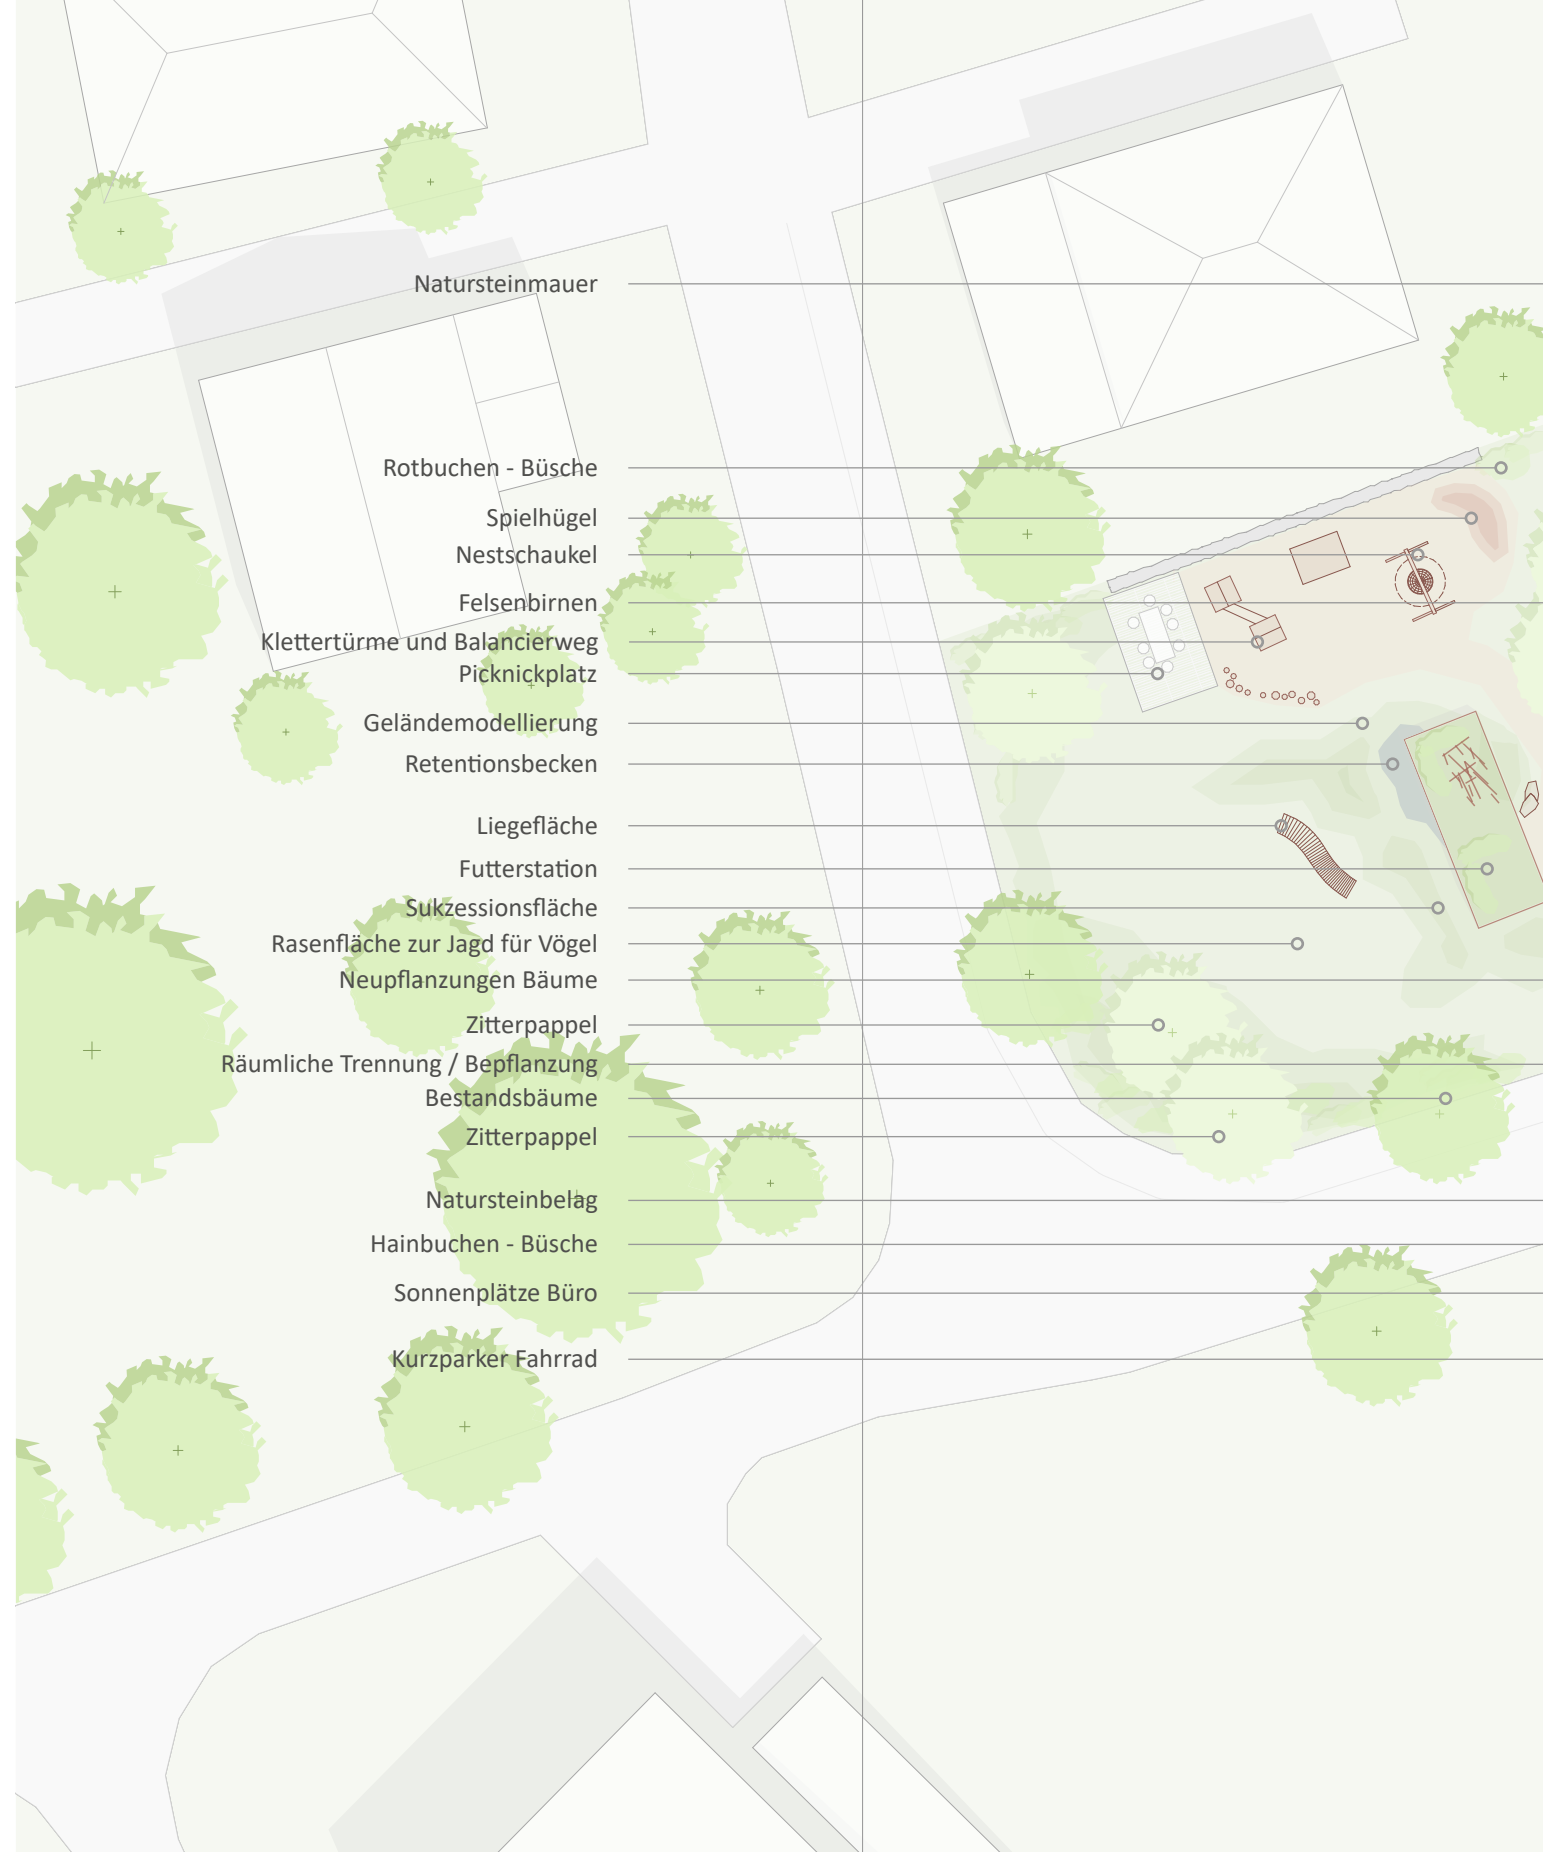 Natursteinmauer
Rotbuchen - Büsche
Spielhügel
Nestschaukel
Felsenbirnen
Klettertürme und Balancierweg
Picknickplatz
Geländemodellierung
Retentionsbecken
Liegefläche
Futterstation
Sukzessionsfläche
Rasenfläche zur Jagd für Vögel
Neupflanzungen Bäume
Zitterpappel
Räumliche Trennung / Bepflanzung
Bestandsbäume
Zitterpappel
Natursteinbelag
Hainbuchen - Büsche
Sonnenplätze Büro
Kurzparker Fahrrad